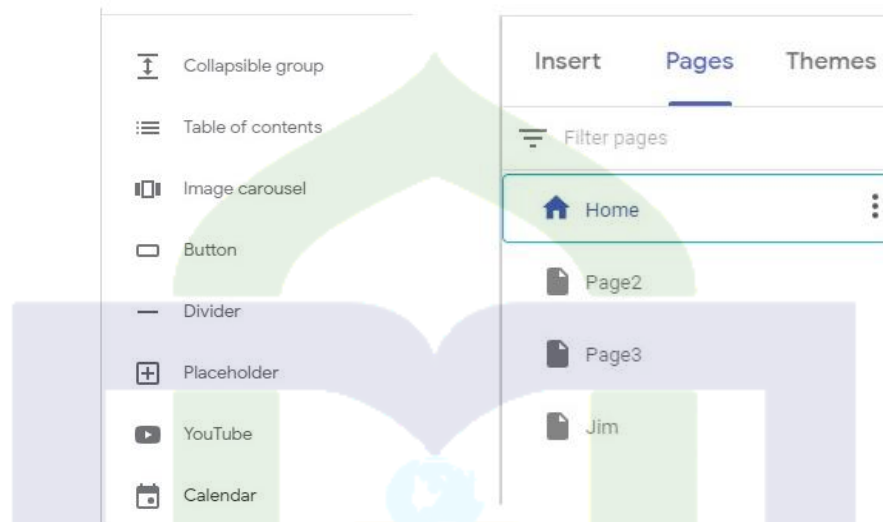 Collapsible group
Table of contents
Image carousel
Button
Divider
Placeholder
YouTube
Calendar
Insert Pages Themes
Filter pages
Home
Page2
Page3
Jim